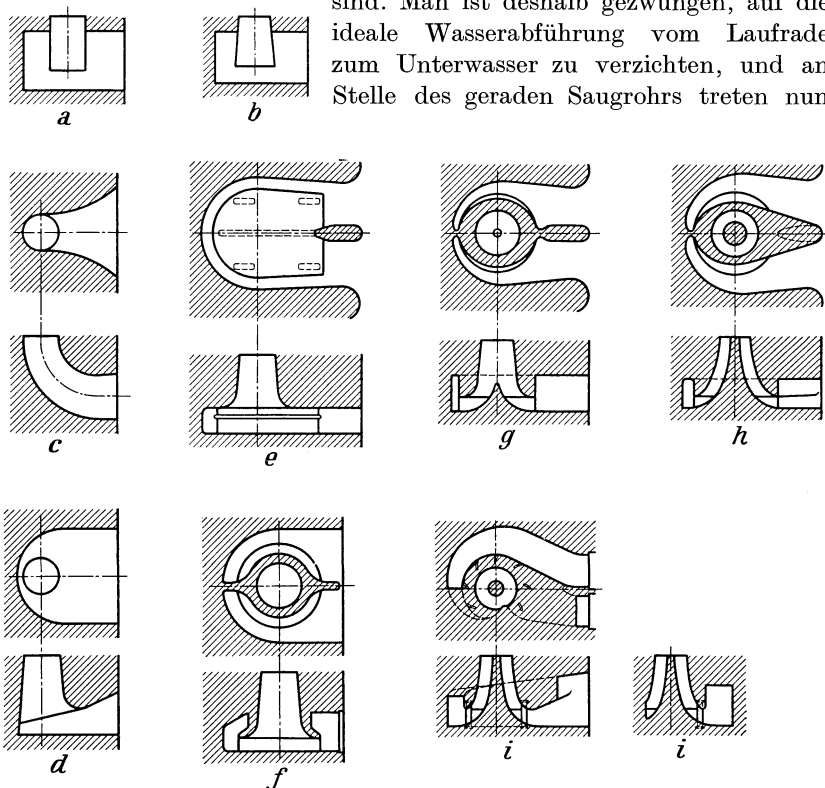 sind. Man ist deshalb gezwungen, auf die
ideale Wasserabführung vom Laufrade
zum Unterwasser zu verzichten, und an
Stelle des geraden Saugrohrs treten nun
a
b
c
e
g
h
d
f
i
i